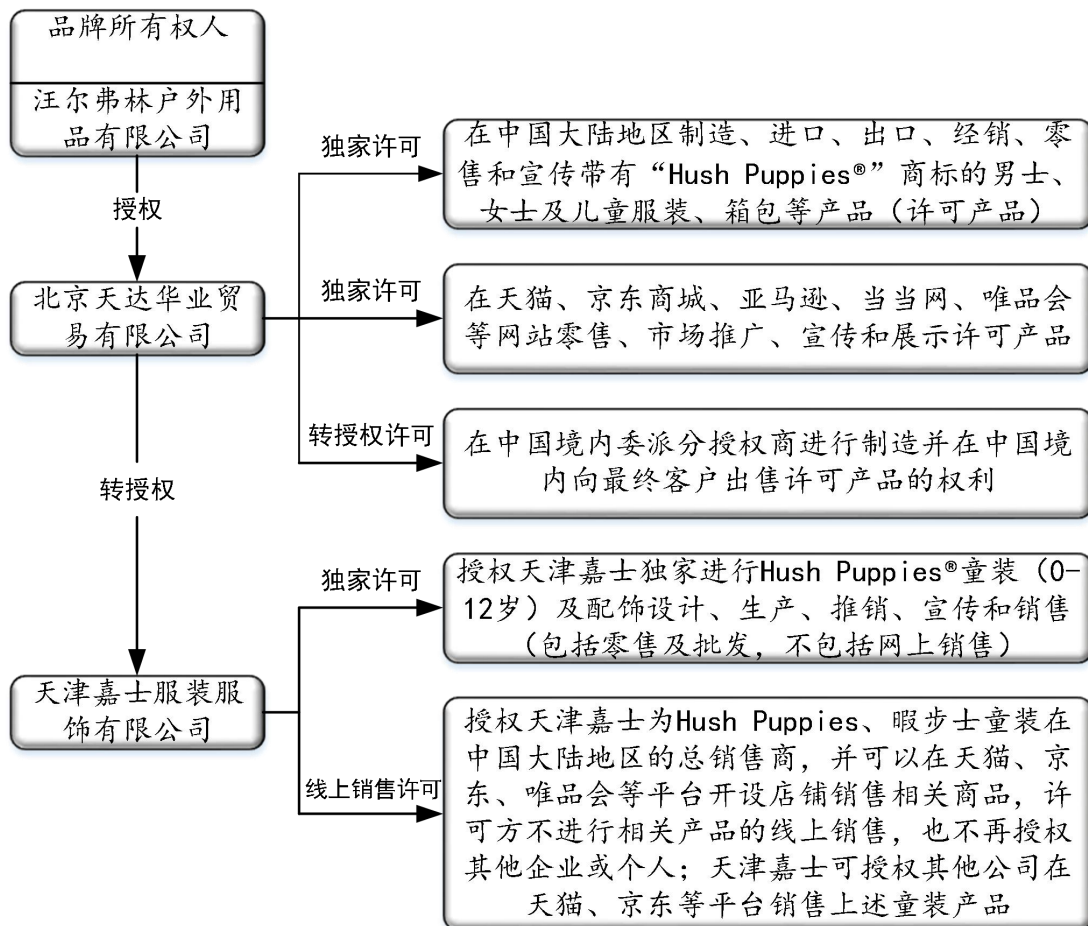 品牌所有权人
汪尔弗林户外用
品有限公司
授权
独家许可
在中国大陆地区制造、进口、出口、经销、零
售和宣传带有“Hush Puppies®”商标的男士、
女士及儿童服装、箱包等产品（许可产品）
北京天达华业贸
易有限公司
独家许可
在天猫、京东商城、亚马逊、当当网、唯品会
等网站零售、市场推广、宣传和展示许可产品
转授权许可
在中国境内委派分授权商进行制造并在中国境
内向最终客户出售许可产品的权利
转授权
独家许可
授权天津嘉士独家进行Hush Puppies®童装（0-
12岁）及配饰设计、生产、推销、宣传和销售
（包括零售及批发，不包括网上销售）
天津嘉士服装服
饰有限公司
线上销售许可
授权天津嘉士为Hush Puppies、暇步士童装在
中国大陆地区的总销售商，并可以在天猫、京
东、唯品会等平台开设店铺销售相关商品，许
可方不进行相关产品的线上销售，也不再授权
其他企业或个人；天津嘉士可授权其他公司在
天猫、京东等平台销售上述童装产品